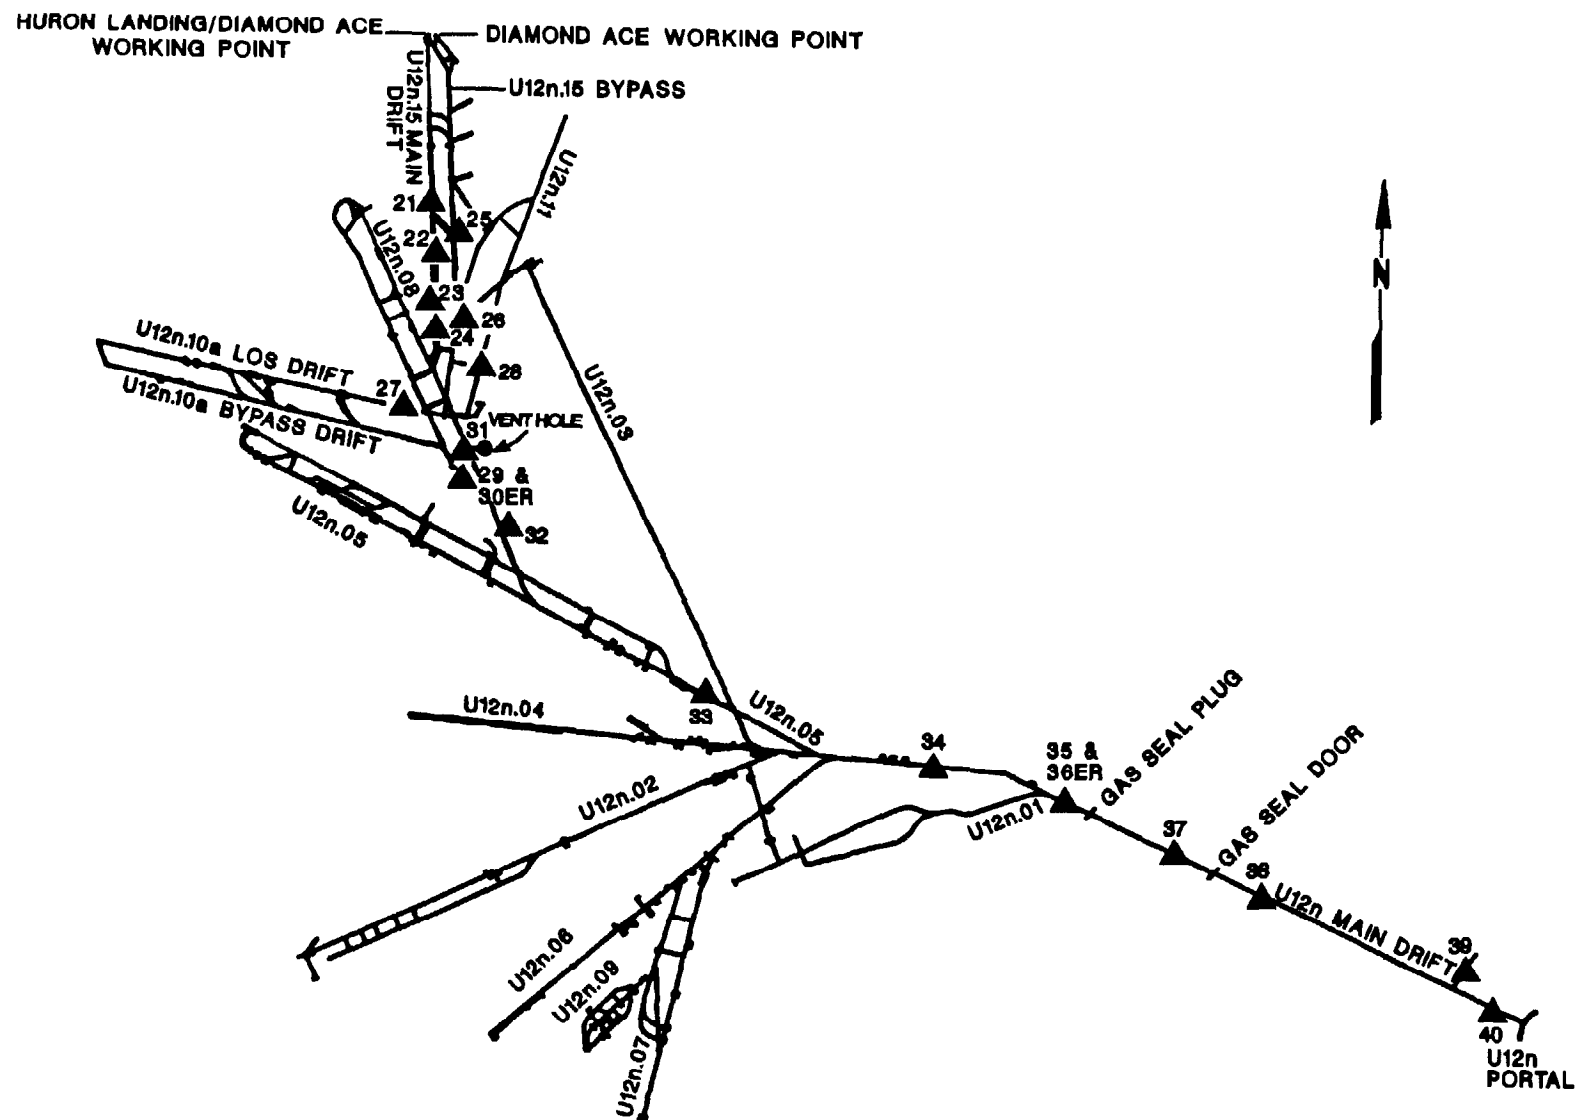 HURON LANDING/DIAMOND ACE
WORKING POINT
DIAMOND ACE WORKING POINT
U12n.15 BYPASS
U12n.15 MAIN
DRIFT
U12n.11
21
25
22
U12n.08
23
26
24
28
U12n.10a LOS DRIFT
27
U12n.10a BYPASS DRIFT
U12n.03
VENT HOLE
31
29 &
30ER
32
U12n.05
N
33
U12n.05
U12n.04
34
35 &
36ER
GAS SEAL PLUG
GAS SEAL DOOR
U12n.02
U12n.01
37
38
U12n MAIN DRIFT
39
U12n.06
U12n.09
U12n.07
40
U12n
PORTAL